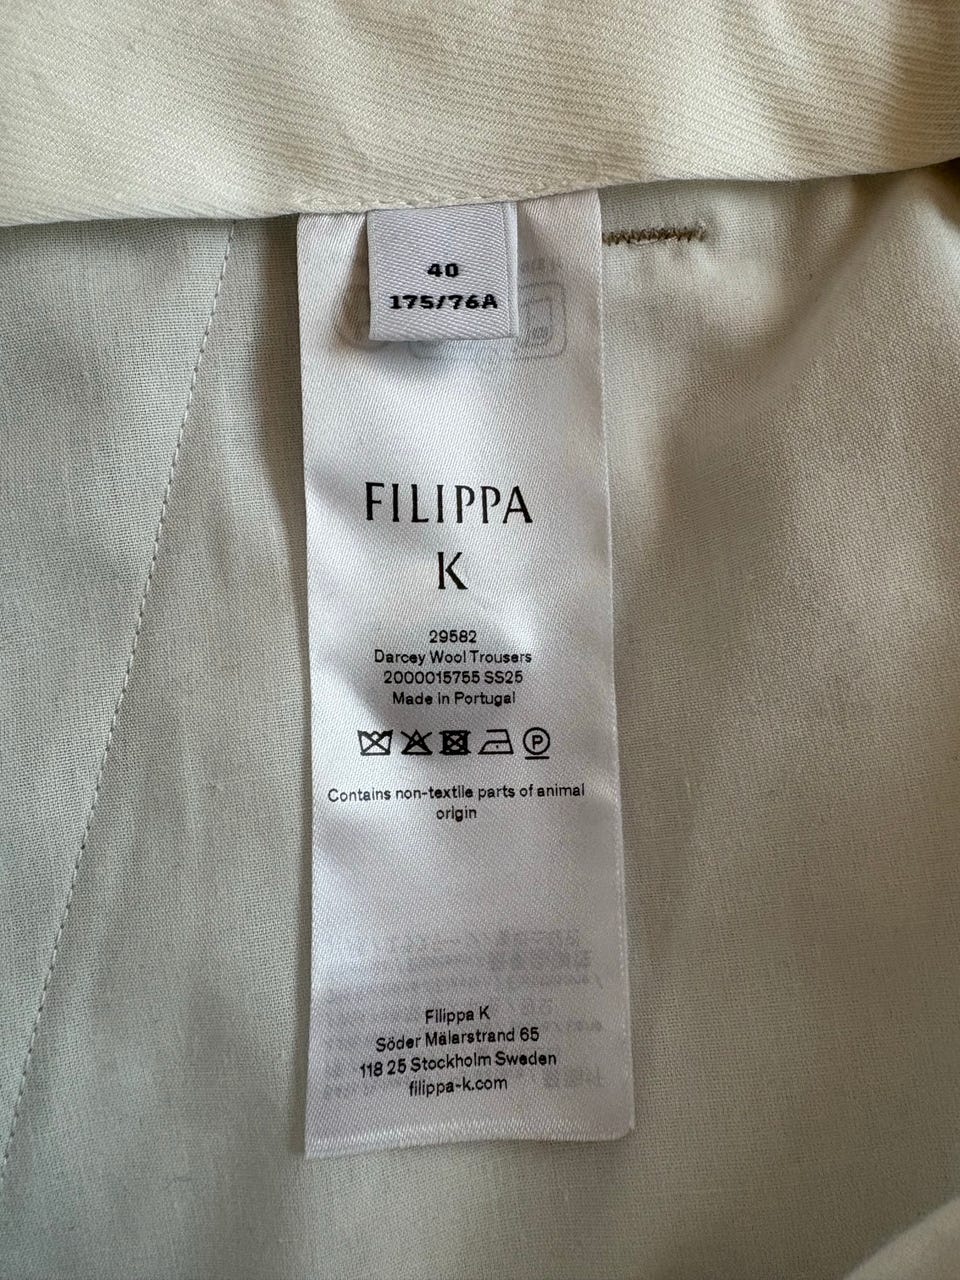 40
175/76A
FILIPPA
K
29582
Darcey Wool Trousers
2000015755 SS25
Made in Portugal
P
Contains non-textile parts of animal
origin
Filippa K
Söder Mälarstrand 65
118 25 Stockholm Sweden
filippa-k.com